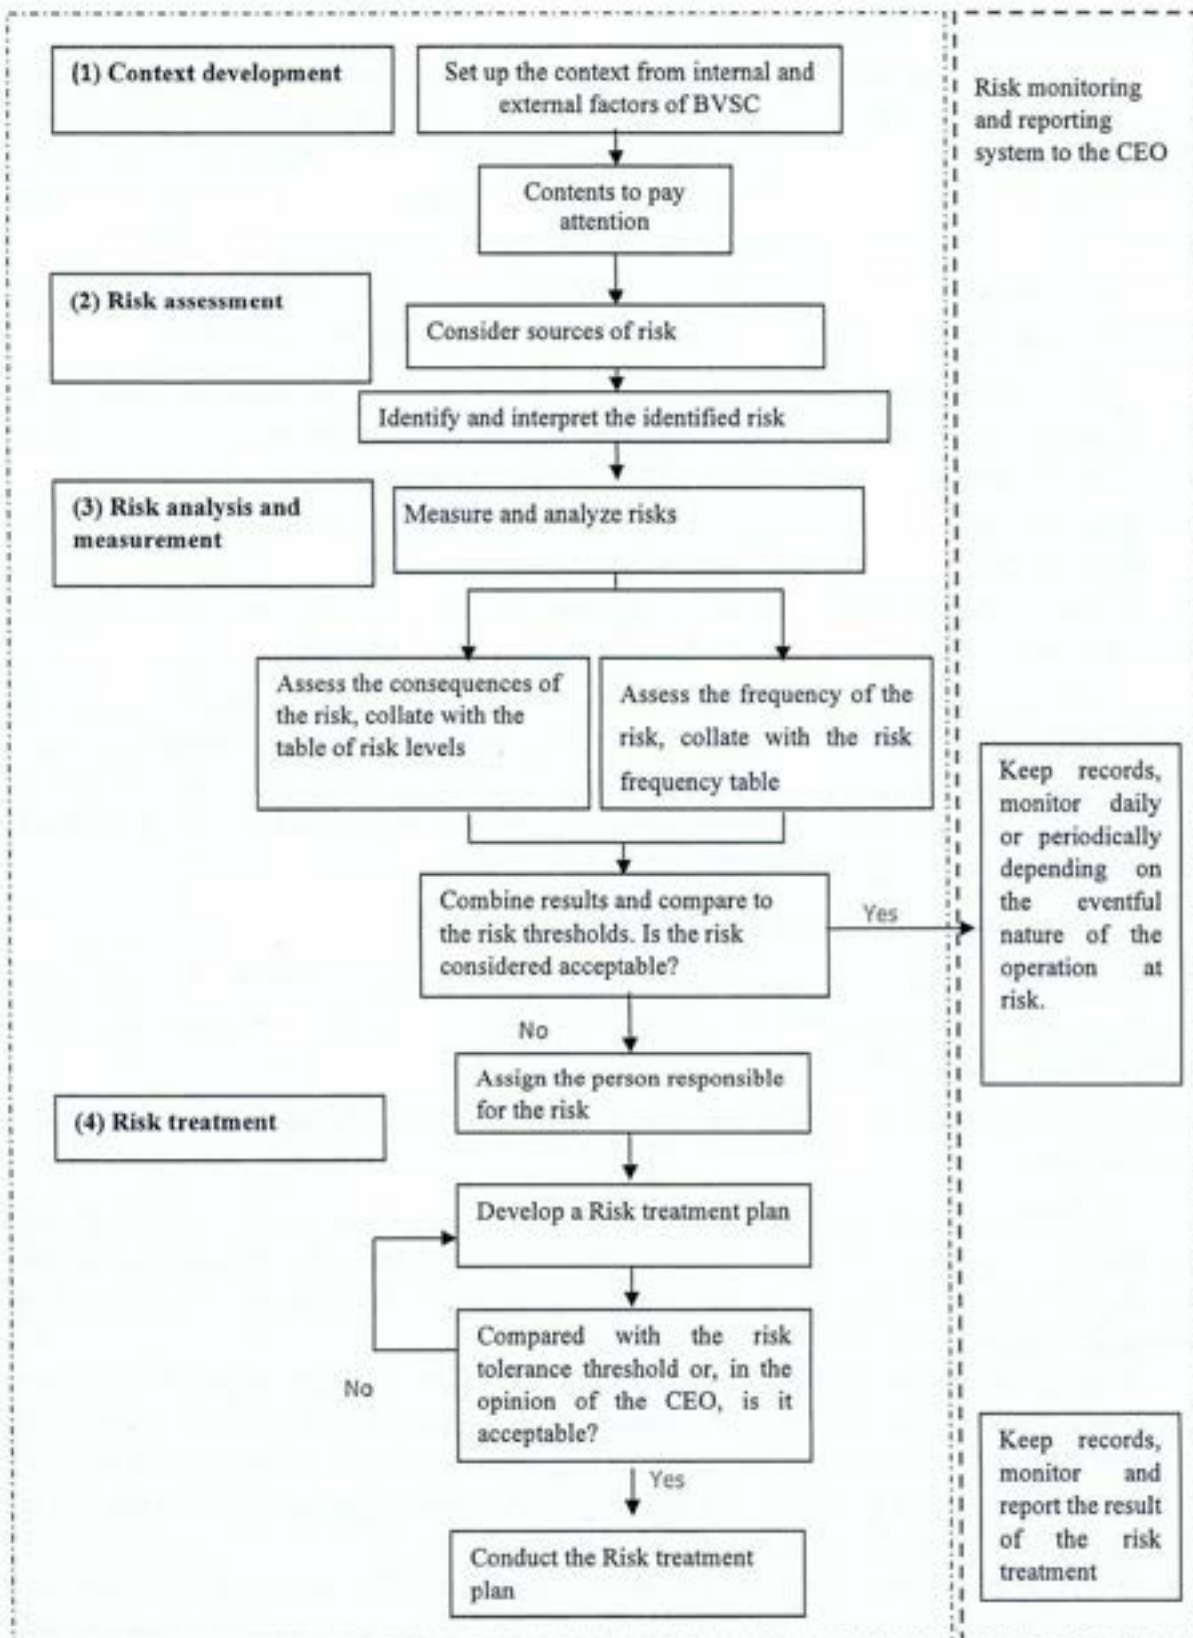 (1) Context development
Set up the context from internal and
external factors of BVSC
Risk monitoring
and reporting
system to the CEO
Contents to pay
attention
(2) Risk assessment
Consider sources of risk
Identify and interpret the identified risk
(3) Risk analysis and
measurement
Measure and analyze risks
Assess the consequences of
the risk, collate with the
table of risk levels
Assess the frequency of the
risk, collate with the risk
frequency table
Keep records,
monitor daily
or periodically
depending on
the eventful
nature of the
operation at
risk.
Combine results and compare to
the risk thresholds. Is the risk
considered acceptable?
Yes
No
Assign the person responsible
for the risk
(4) Risk treatment
Develop a Risk treatment plan
Compared with the risk
tolerance threshold or, in the
opinion of the CEO, is it
acceptable?
No
Yes
Keep records,
monitor and
report the result
of the risk
treatment
Conduct the Risk treatment
plan